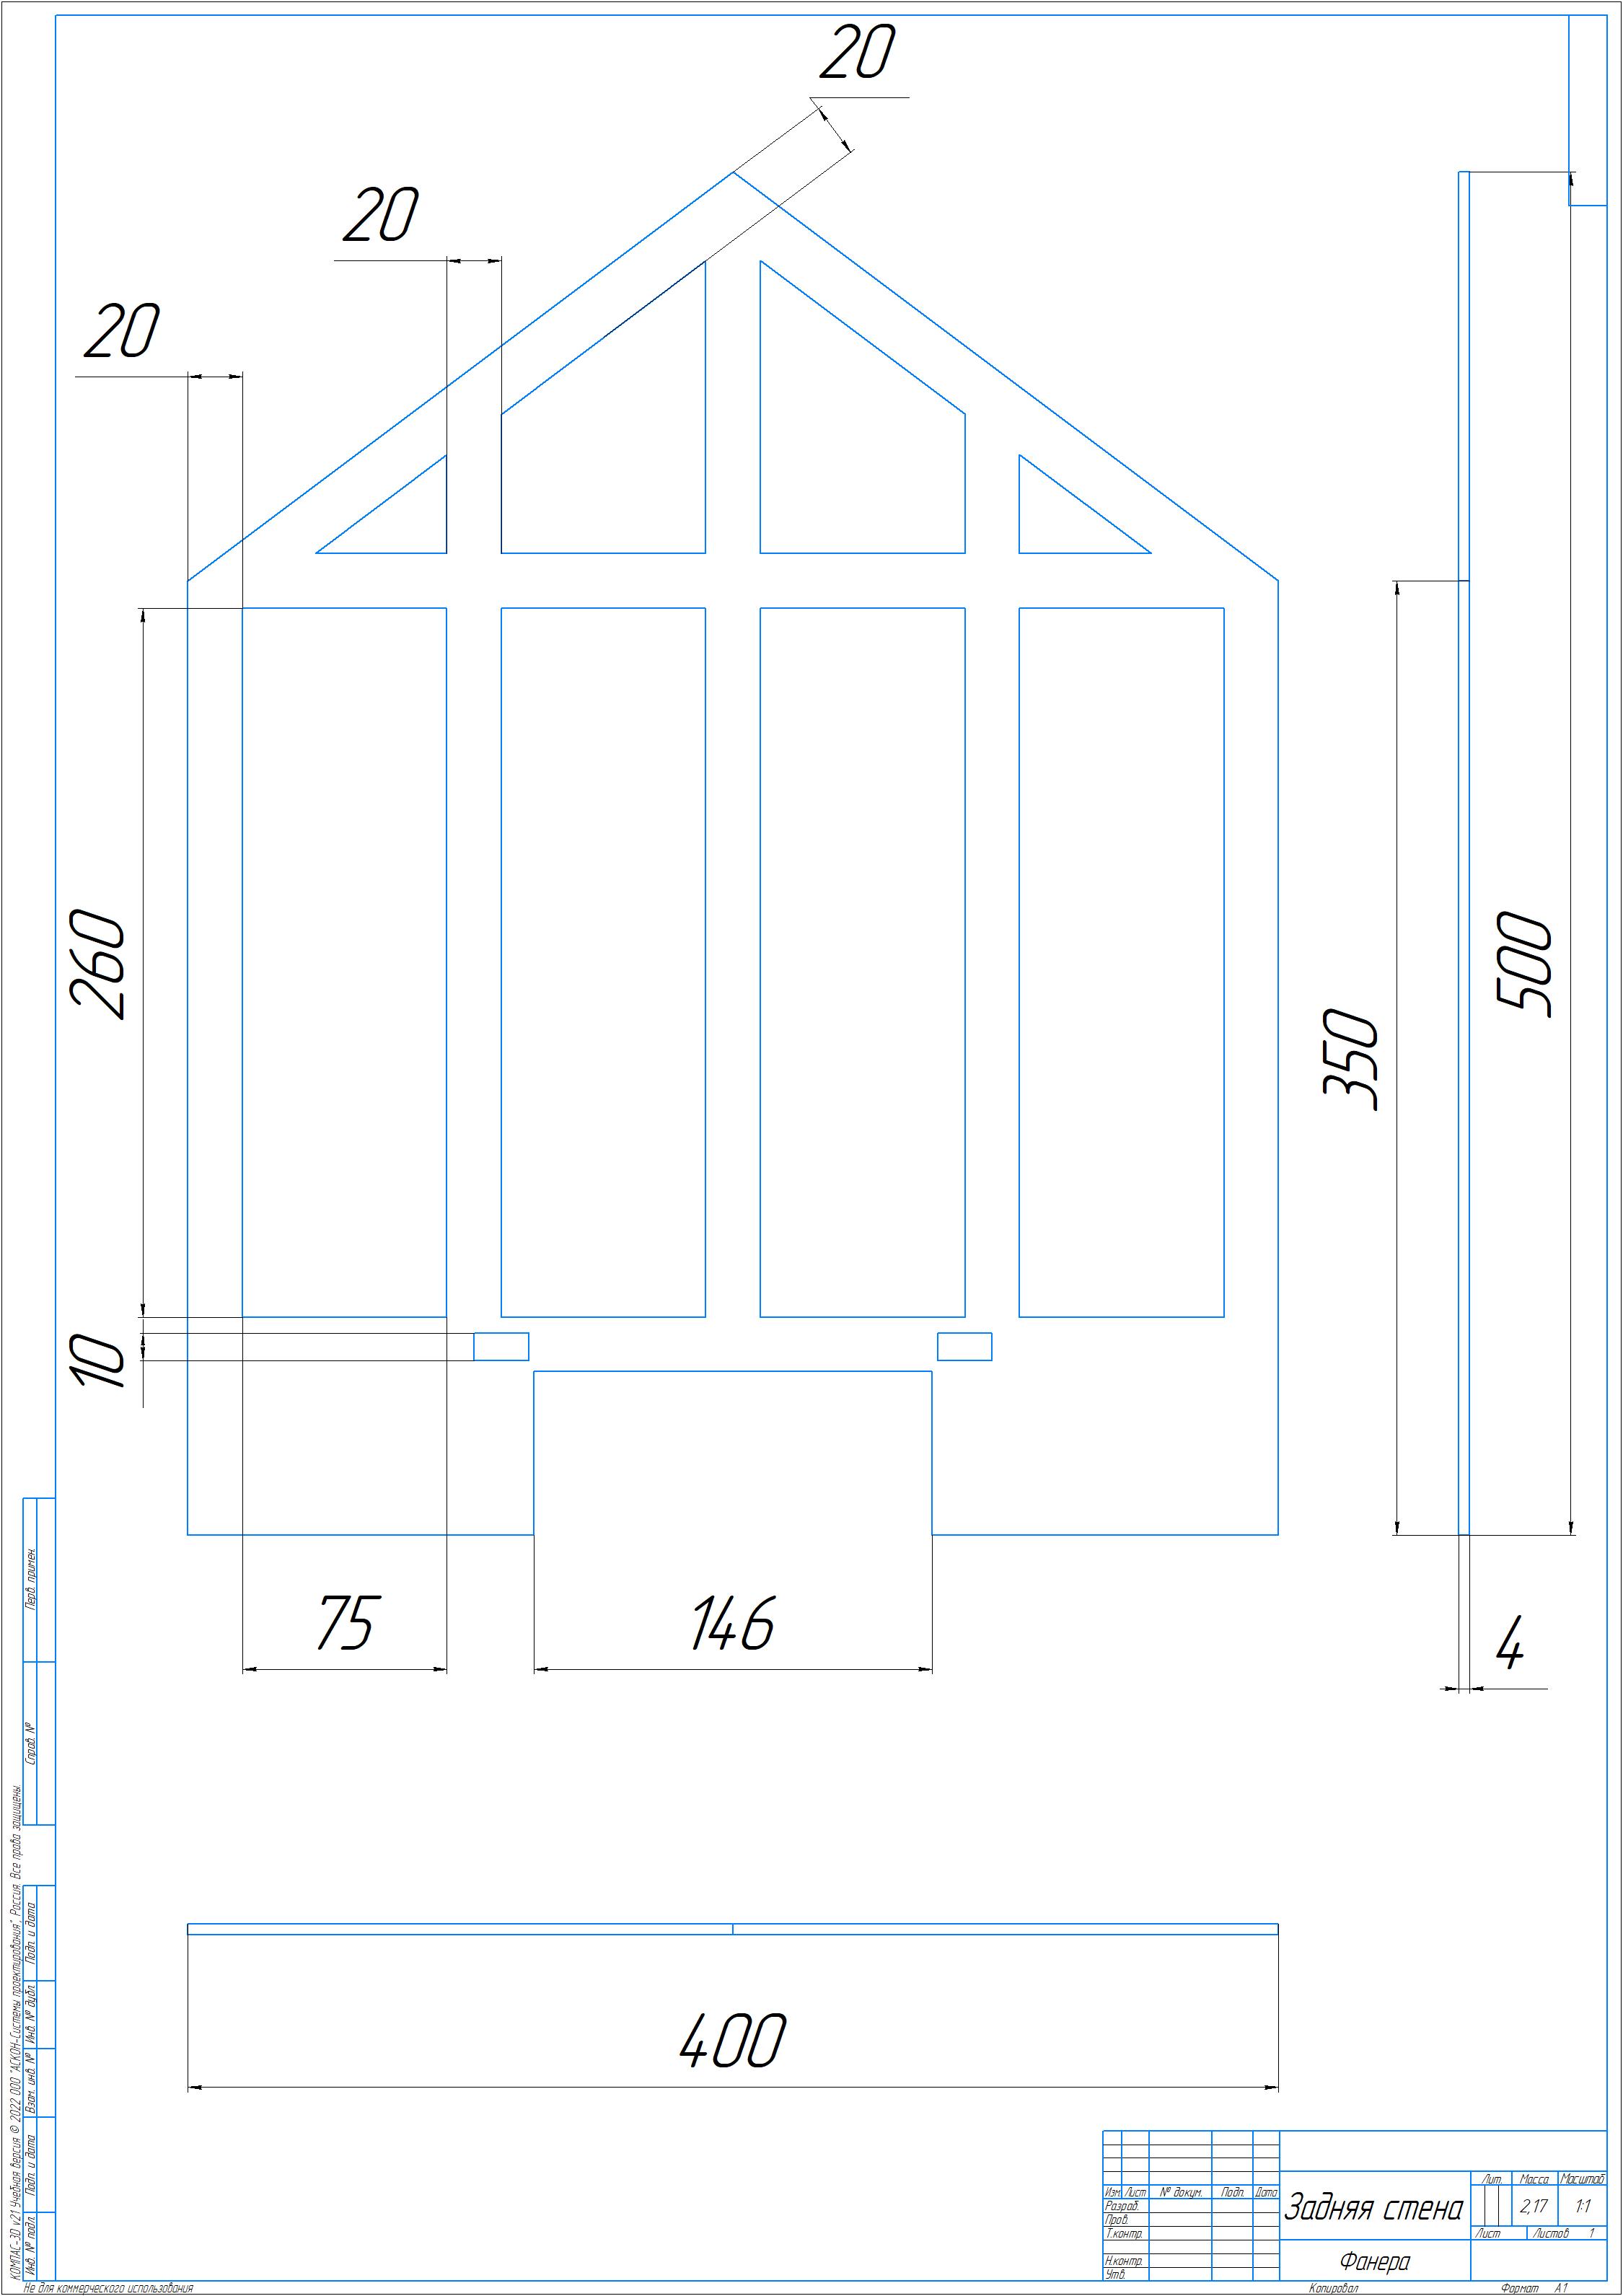 20
20
20
260
10
350
500
75
146
4
400
Перв. примен.
Справ. №
Подп. и дата
Инв. № дубл.
Взам. инв. №
Подп. и дата
Инв. № подл.
КОМПАС-3D v21 Учебная версия © 2022 ООО "АСКОН-Системы проектирования", Россия. Все права защищены.
Изм. Лист № докум. Подп. Дата
Разраб.
Пров.
Т.контр.
Н.контр.
Утв.
Задняя стена
Фанера
Лит. Масса Масштаб
2,17 1:1
Лист Листов 1
Не для коммерческого использования
Копировал
Формат А1